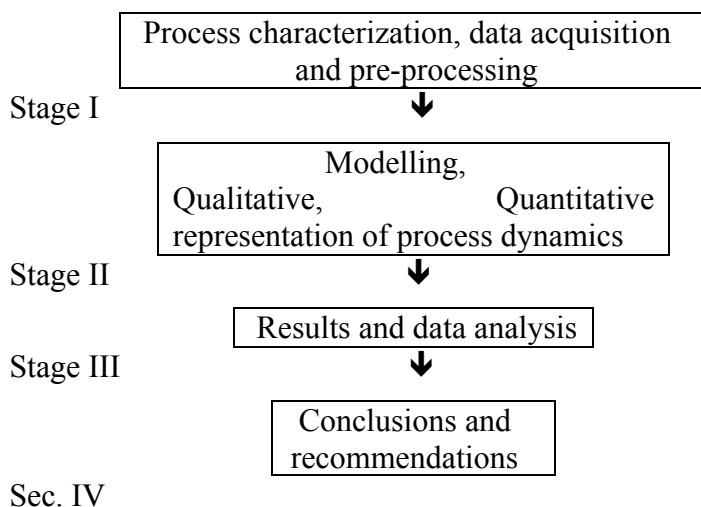 Process characterization, data acquisition
and pre-processing
Stage I
Modelling,
Qualitative, Quantitative
representation of process dynamics
Stage II
Results and data analysis
Stage III
Conclusions and
recommendations
Sec. IV